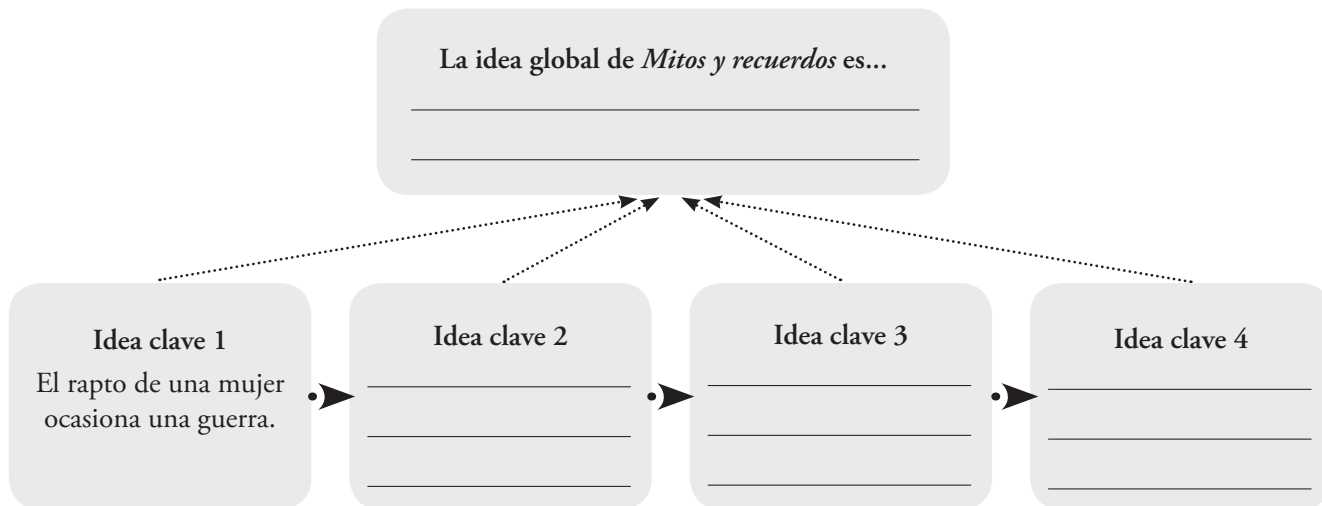 La idea global de Mitos y recuerdos es...
Idea clave 1
El rapto de una mujer
ocasiona una guerra.
Idea clave 2
Idea clave 3
Idea clave 4